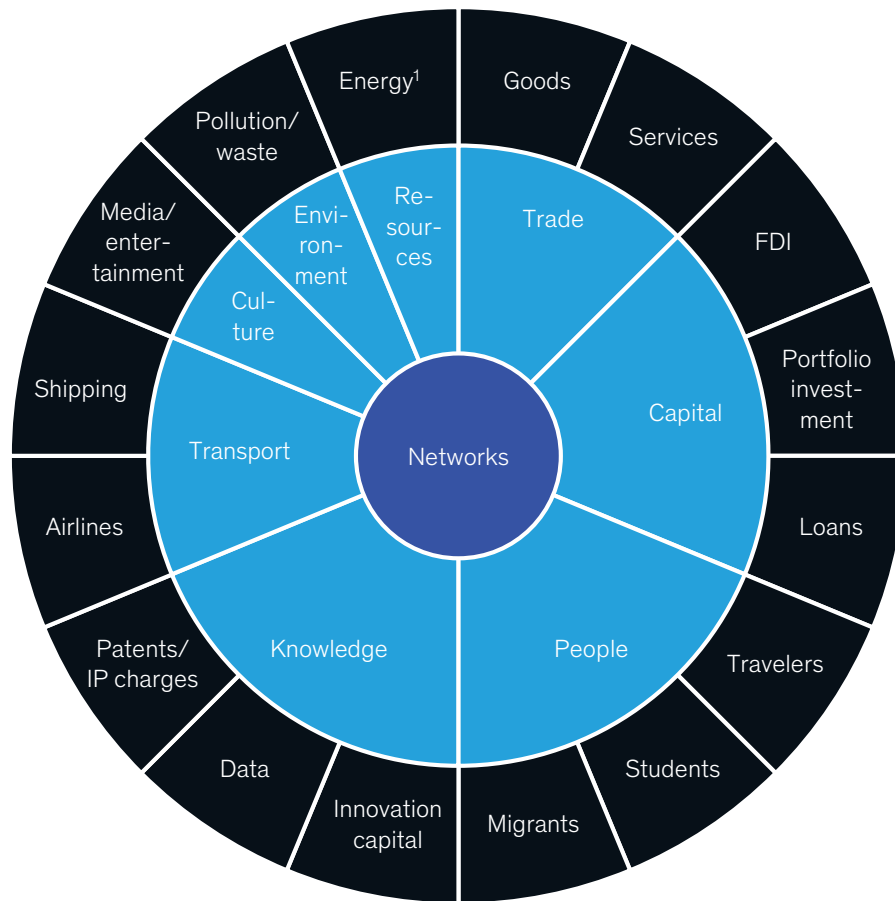 Energy¹
Goods
Pollution/
waste
Services
Re-
sour-
ces
Envi-
ron-
ment
Trade
Media/
enter-
tainment
FDI
Cul-
ture
Shipping
Portfolio
invest-
ment
Capital
Transport
Networks
Airlines
Loans
Knowledge
People
Patents/
IP charges
Travelers
Data
Students
Innovation
capital
Migrants